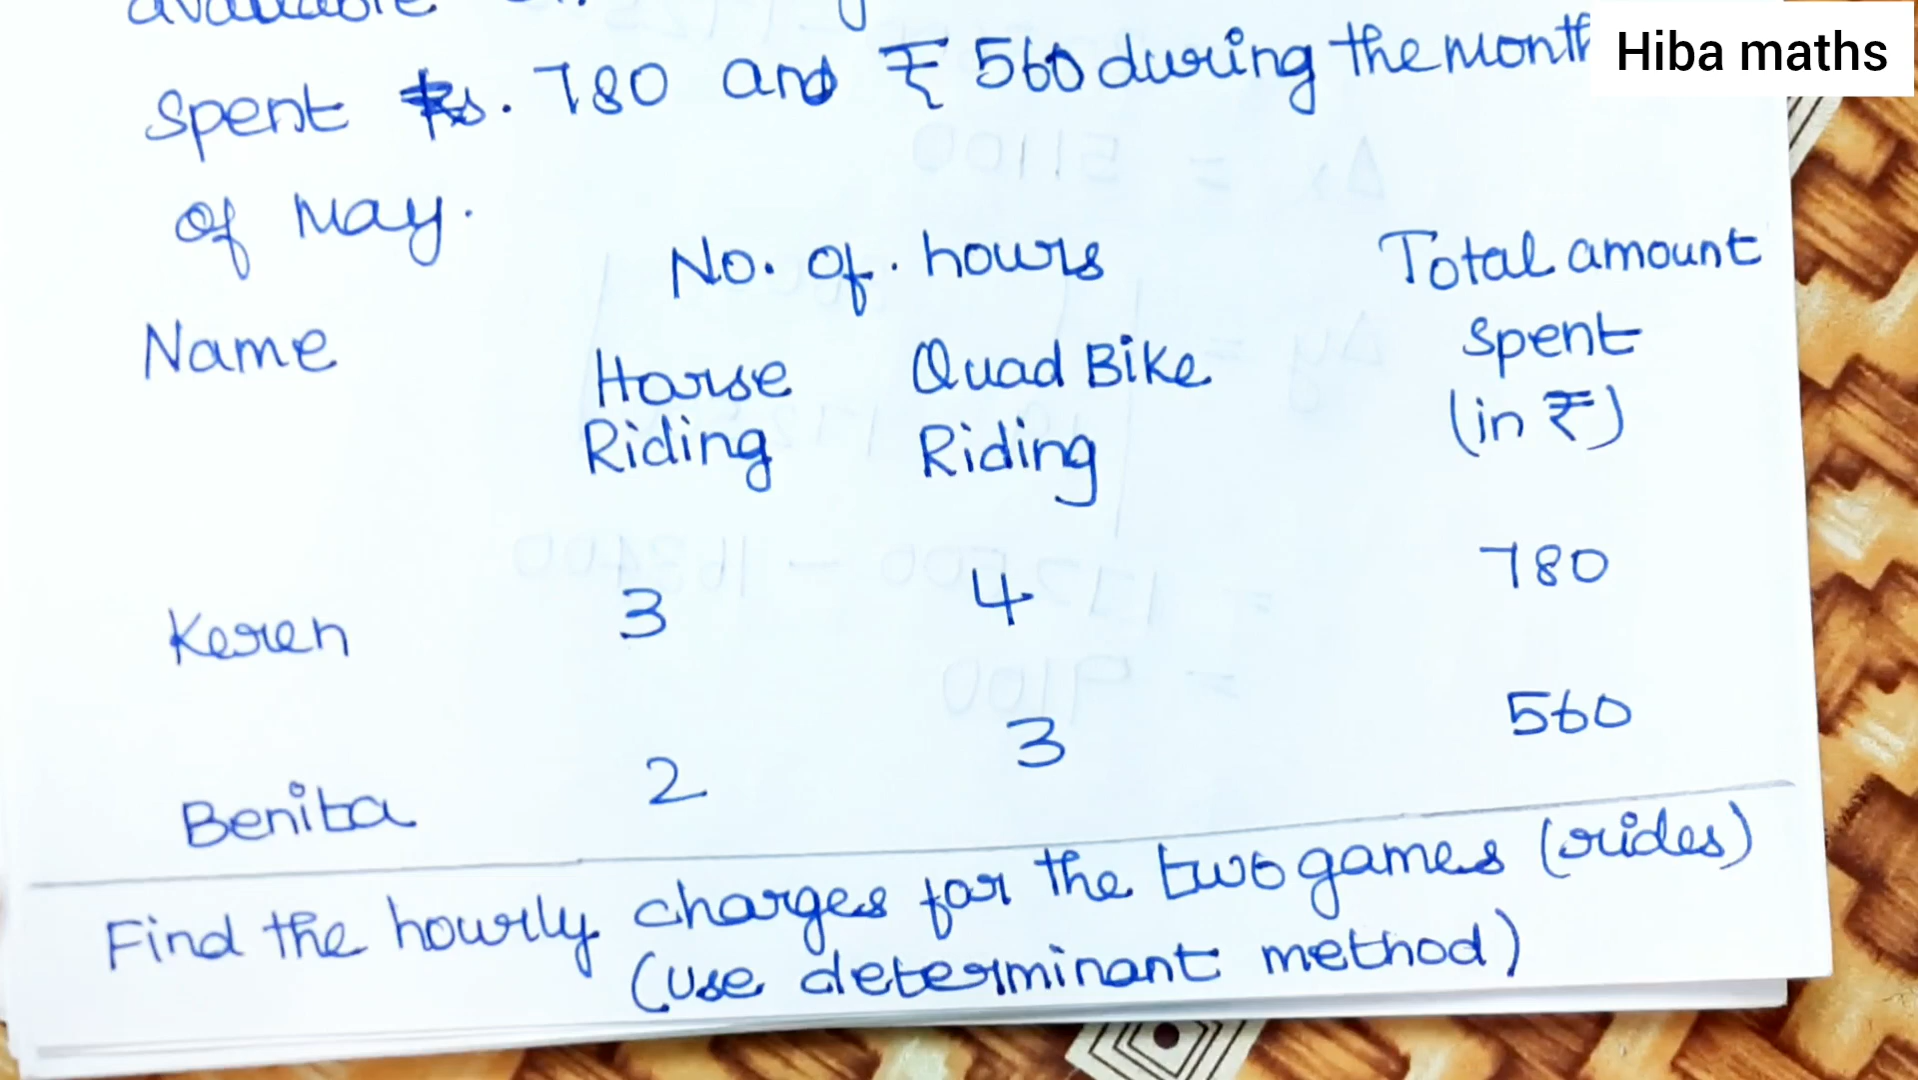 available
Hiba maths
spent Rs. 780 and ₹ 560 during the month
of May.
No. of. hours Total amount
Name Horse Quad Bike spent
Riding Riding (in ₹)
Keren 3 4 780
Benita 2 3 560
Find the hourly charges for the two games (rides)
(use determinant method)